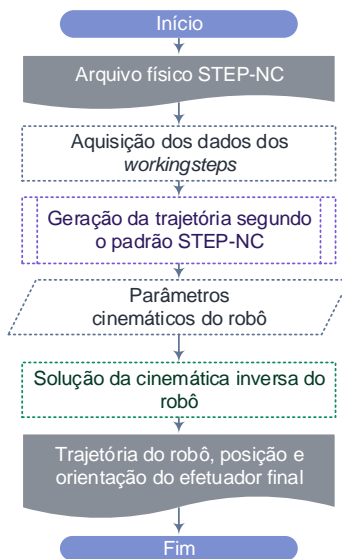 Início
Arquivo físico STEP-NC
Aquisição dos dados dos
workingsteps
Geração da trajetória segundo
o padrão STEP-NC
Parâmetros
cinemáticos do robô
Solução da cinemática inversa do
robô
Trajetória do robô, posição e
orientação do efetuador final
Fim